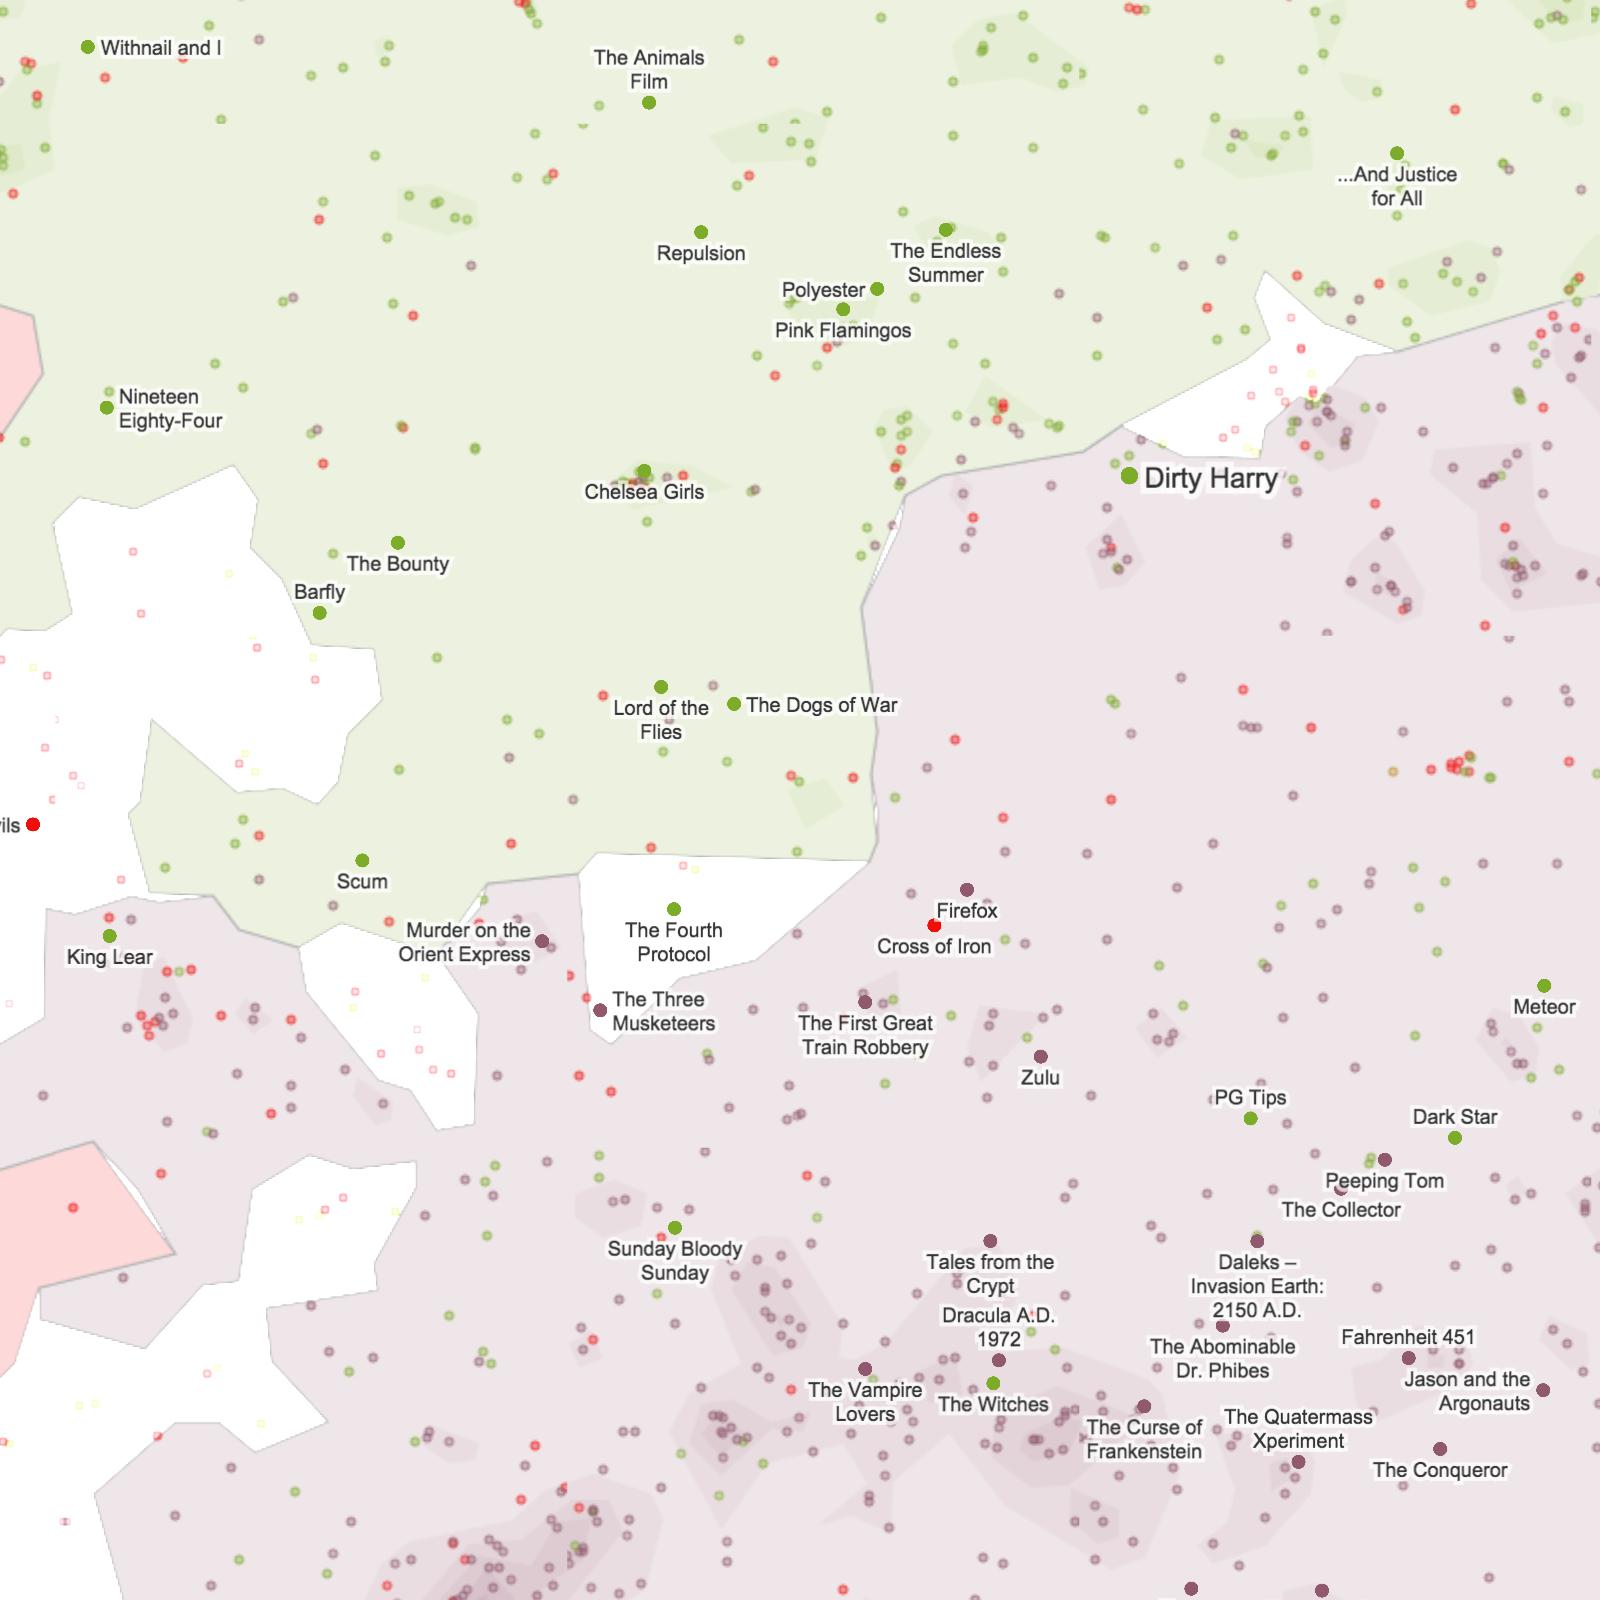 Withnail and I
The Animals
Film
...And Justice
for All
Repulsion
The Endless
Summer
Polyester
Pink Flamingos
Nineteen
Eighty-Four
Chelsea Girls
Dirty Harry
The Bounty
Barfly
Lord of the
Flies
The Dogs of War
ils
Scum
Murder on the
Orient Express
The Fourth
Protocol
Firefox
Cross of Iron
King Lear
The Three
Musketeers
The First Great
Train Robbery
Meteor
Zulu
PG Tips
Dark Star
Peeping Tom
The Collector
Sunday Bloody
Sunday
Tales from the
Crypt
Daleks –
Invasion Earth:
2150 A.D.
Dracula A.D.
1972
The Abominable
Dr. Phibes
Fahrenheit 451
Jason and the
Argonauts
The Vampire
Lovers
The Witches
The Curse of
Frankenstein
The Quatermass
Xperiment
The Conqueror